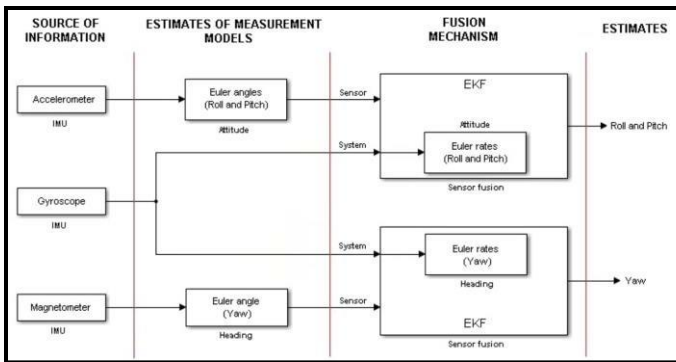 SOURCE OF
INFORMATION
ESTIMATES OF MEASUREMENT
MODELS
FUSION
MECHANISM
ESTIMATES
Accelerometer
IMU
Euler angles
(Roll and Pitch)
Attitude
Sensor
EKF
Attitude
Euler rates
(Roll and Pitch)
System
Sensor fusion
Roll and Pitch
Gyroscope
IMU
System
Euler rates
(Yaw)
Heading
Yaw
Magnetometer
IMU
Euler angle
(Yaw)
Heading
Sensor
EKF
Sensor fusion